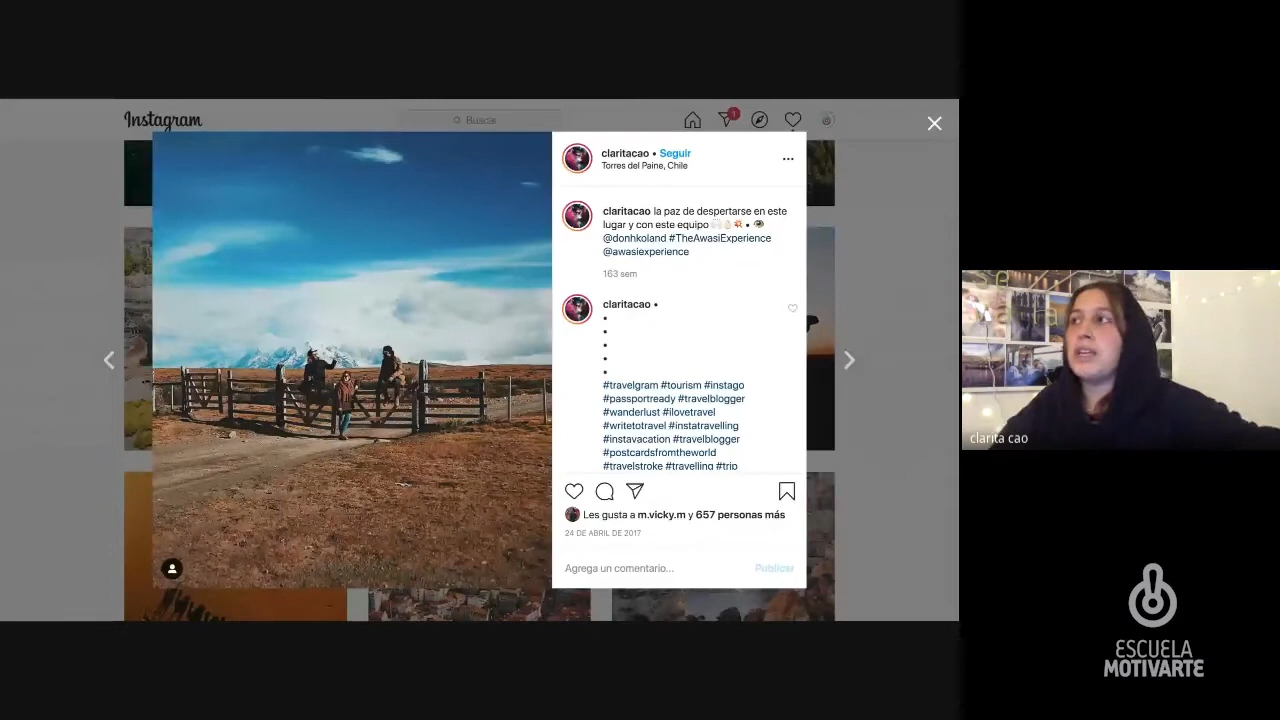 Instagram
Buscar
1
claritacao • Seguir
Torres del Paine, Chile
claritacao la paz de despertarse en este
lugar y con este equipo
@donhkoland #TheAwasiExperience
@awasiexperience
163 sem
claritacao •
•
•
•
•
•
#travelgram #tourism #instago
#passportready #travelblogger
#wanderlust #ilovetravel
#writetotravel #instatravelling
#instavacation #travelblogger
#postcardsfromtheworld
#travelstroke #travelling #trip
Les gusta a m.vicky.m y 657 personas más
24 DE ABRIL DE 2017
Agrega un comentario... Publicar
clarita cao
ESCUELA
MOTIVARTE